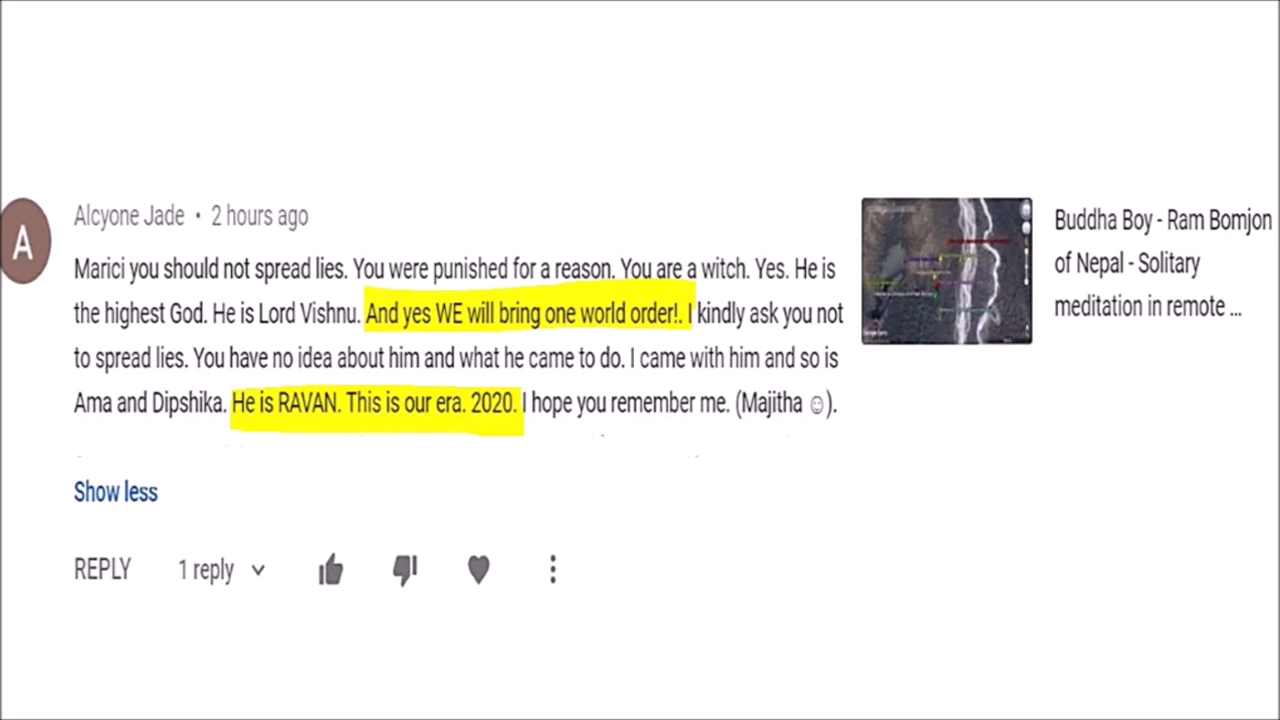 A
Alcyone Jade • 2 hours ago
Marici you should not spread lies. You were punished for a reason. You are a witch. Yes. He is
the highest God. He is Lord Vishnu. And yes WE will bring one world order!. I kindly ask you not
to spread lies. You have no idea about him and what he came to do. I came with him and so is
Ama and Dipshika. He is RAVAN. This is our era. 2020. I hope you remember me. (Majitha ☺).
Show less
REPLY 1 reply
Buddha Boy - Ram Bomjon
of Nepal - Solitary
meditation in remote ...